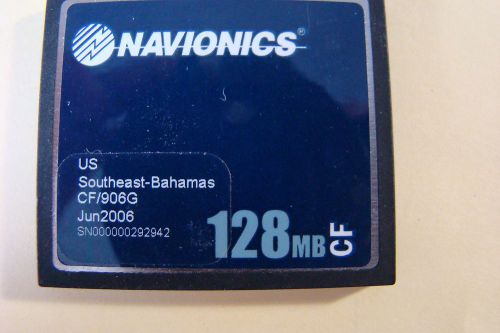 NAVIONICS®
US
Southeast-Bahamas
CF/906G
Jun2006
SN000000292942
128MB
CF